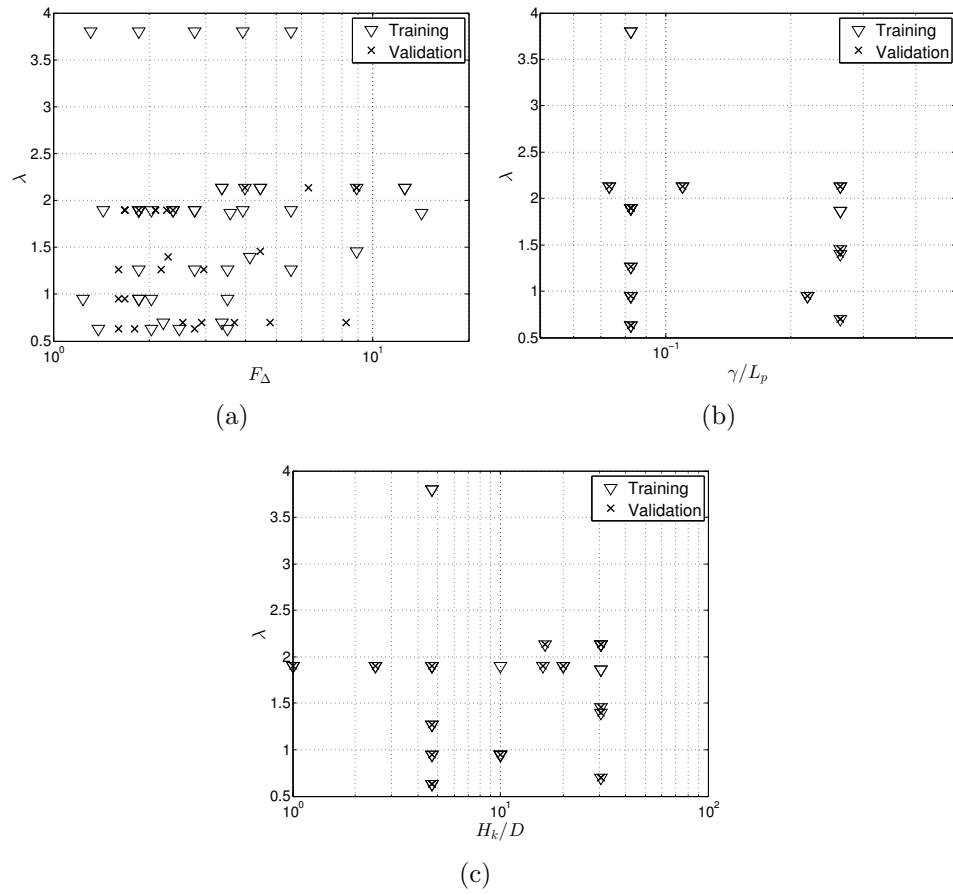 4
3.5
3
2.5
2
1.5
1
0.5
λ
10^0
10^1
F_Δ
Training
Validation
(a)
4
3.5
3
2.5
2
1.5
1
0.5
λ
10^{-1}
γ/L_p
Training
Validation
(b)
4
3.5
3
2.5
2
1.5
1
0.5
λ
10^0
10^1
10^2
H_k/D
Training
Validation
(c)